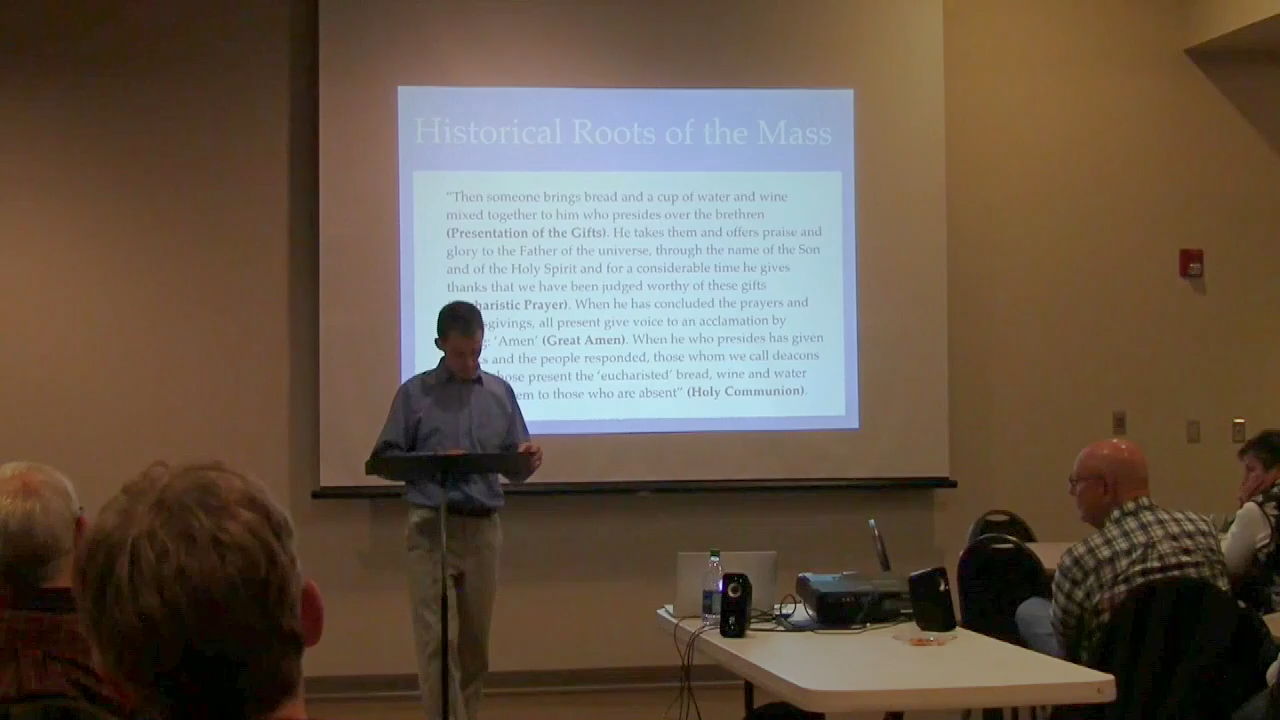 Historical Roots of the Mass
“Then someone brings bread and a cup of water and wine
mixed together to him who presides over the brethren
(Presentation of the Gifts). He takes them and offers praise and
glory to the Father of the universe, through the name of the Son
and of the Holy Spirit and for a considerable time he gives
thanks that we have been judged worthy of these gifts
Prayer). When he has concluded the prayers and
all present give voice to an acclamation by
‘Amen’ (Great Amen). When he who presides has given
and the people responded, those whom we call deacons
present the ‘eucharisted’ bread, wine and water
to those who are absent” (Holy Communion).